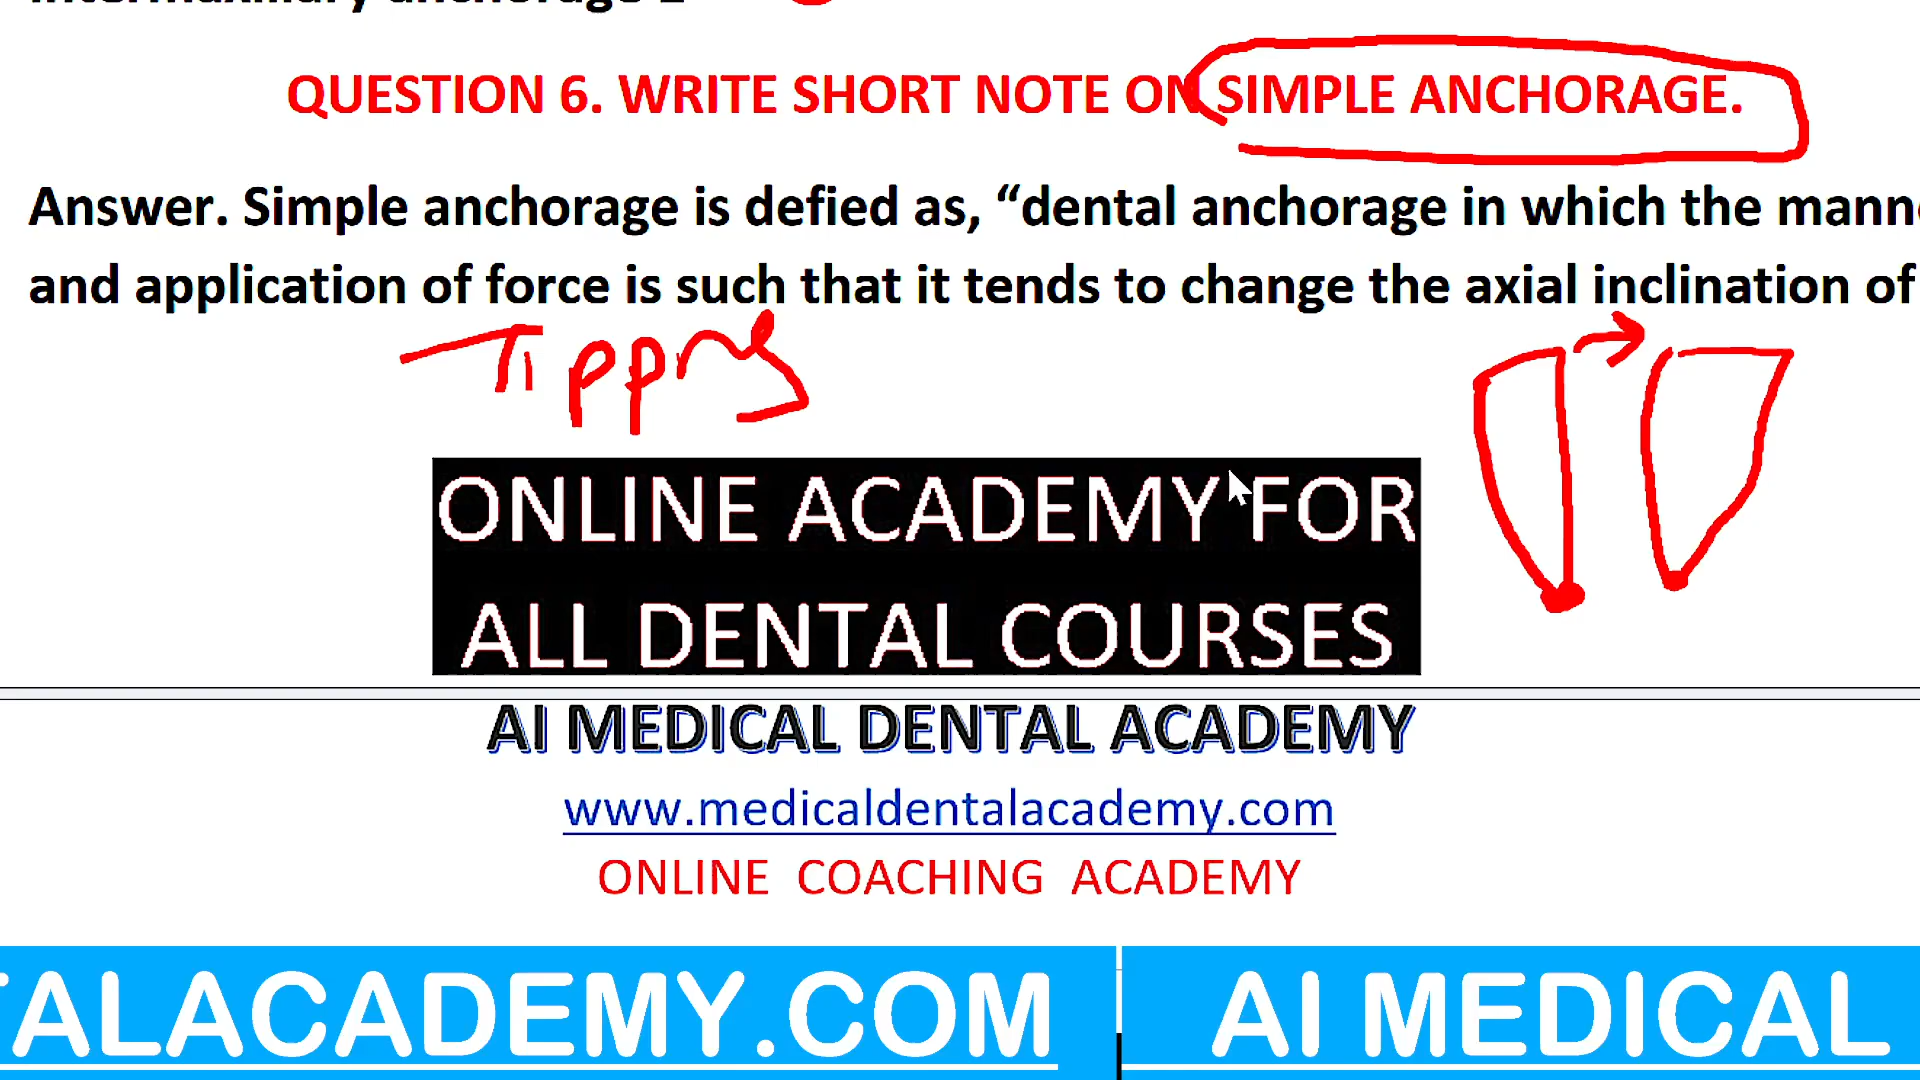 QUESTION 6. WRITE SHORT NOTE ON SIMPLE ANCHORAGE.
Answer. Simple anchorage is defied as, “dental anchorage in which the mann
and application of force is such that it tends to change the axial inclination of
ONLINE ACADEMY FOR
ALL DENTAL COURSES
AI MEDICAL DENTAL ACADEMY
www.medicaldentalacademy.com
ONLINE COACHING ACADEMY
TALACADEMY.COM AI MEDICAL